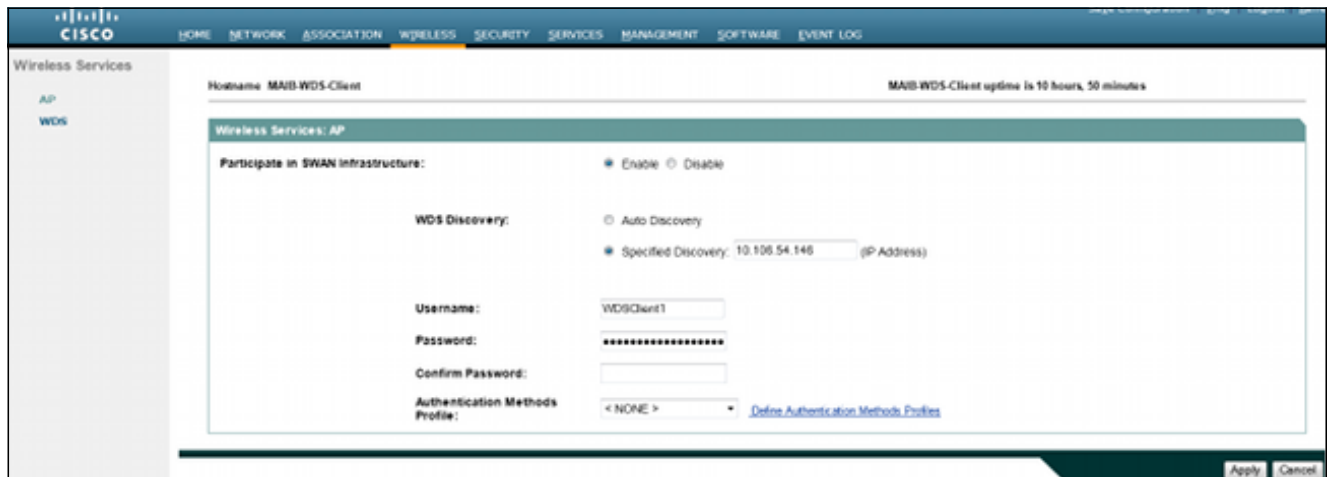 CISCO
HOME NETWORK ASSOCIATION WIRELESS SECURITY SERVICES MANAGEMENT SOFTWARE EVENT LOG
Wireless Services
AP
WDS
Hostname MAIB-WDS-Client
MAIB-WDS-Client uptime is 10 hours, 50 minutes
Wireless Services: AP
Participate in SWAN Infrastructure: Enable Disable
WDS Discovery: Auto Discovery
Specified Discovery: 10.106.54.146 (IP Address)
Username: WDSClient1
Password: ••••••••••••••••••
Confirm Password:
Authentication Methods
Profile: < NONE > Define Authentication Methods Profiles
Apply Cancel